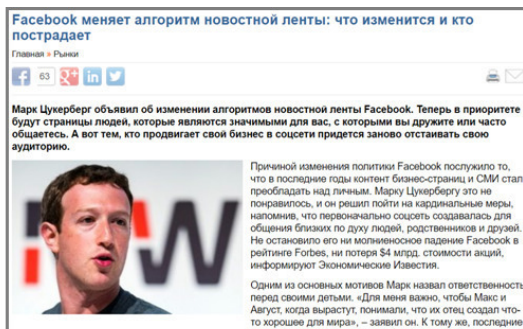 Facebook меняет алгоритм новостной ленты: что изменится и кто
пострадает
Главная » Рынки
63
Марк Цукерберг объявил об изменении алгоритмов новостной ленты Facebook. Теперь в приоритете
будут страницы людей, которые являются значимыми для вас, с которыми вы дружите или часто
общаетесь. А вот тем, кто продвигает свой бизнес в соцсети придется заново отстаивать свою
аудиторию.
Причиной изменения политики Facebook послужило то,
что в последние годы контент бизнес-страниц и СМИ стал
преобладать над личным. Марку Цукербергу это не
понравилось, и он решил пойти на кардинальные меры,
напомнив, что первоначально соцсеть создавалась для
общения близких по духу людей, родственников и друзей.
Не остановило его ни молниеносное падение Facebook в
рейтинге Forbes, ни потеря $4 млрд. стоимости акций,
информируют Экономические Известия.
Одним из основных мотивов Марк назвал ответственность
перед своими детьми. «Для меня важно, чтобы Макс и
Август, когда вырастут, понимали, что их отец создал что-
то хорошее для мира», – заявил он. К тому же, последние